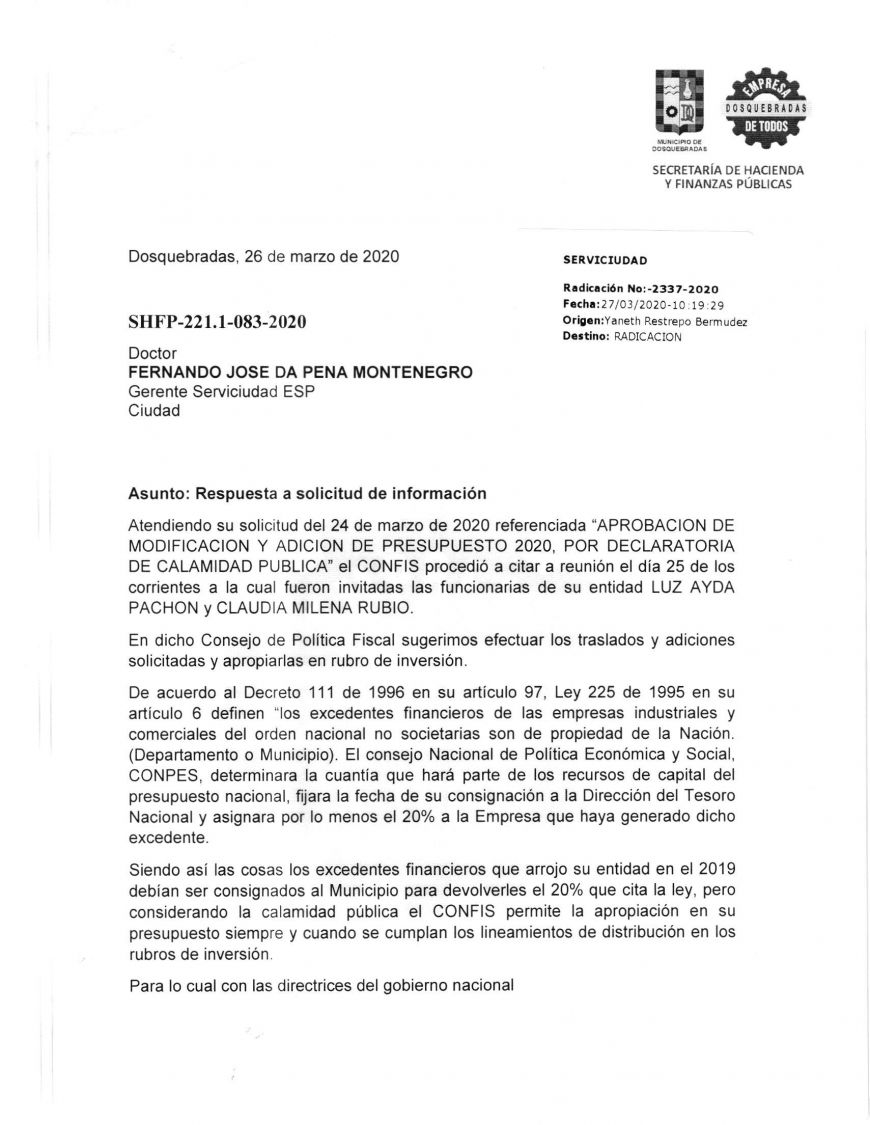 MUNICIPIO DE
DOSQUEBRADAS
EMPRESA
DOSQUEBRADAS
DE TODOS
SECRETARÍA DE HACIENDA
Y FINANZAS PÚBLICAS
Dosquebradas, 26 de marzo de 2020
SERVICIUDAD
Radicación No:-2337-2020
Fecha:27/03/2020-10:19:29
Origen:Yaneth Restrepo Bermudez
Destino: RADICACION
SHFP-221.1-083-2020
Doctor
FERNANDO JOSE DA PENA MONTENEGRO
Gerente Serviciudad ESP
Ciudad
Asunto: Respuesta a solicitud de información
Atendiendo su solicitud del 24 de marzo de 2020 referenciada “APROBACION DE
MODIFICACION Y ADICION DE PRESUPUESTO 2020, POR DECLARATORIA
DE CALAMIDAD PUBLICA” el CONFIS procedió a citar a reunión el día 25 de los
corrientes a la cual fueron invitadas las funcionarias de su entidad LUZ AYDA
PACHON y CLAUDIA MILENA RUBIO.
En dicho Consejo de Política Fiscal sugerimos efectuar los traslados y adiciones
solicitadas y apropiarlas en rubro de inversión.
De acuerdo al Decreto 111 de 1996 en su artículo 97, Ley 225 de 1995 en su
artículo 6 definen “los excedentes financieros de las empresas industriales y
comerciales del orden nacional no societarias son de propiedad de la Nación.
(Departamento o Municipio). El consejo Nacional de Política Económica y Social,
CONPES, determinara la cuantía que hará parte de los recursos de capital del
presupuesto nacional, fijara la fecha de su consignación a la Dirección del Tesoro
Nacional y asignara por lo menos el 20% a la Empresa que haya generado dicho
excedente.
Siendo así las cosas los excedentes financieros que arrojo su entidad en el 2019
debían ser consignados al Municipio para devolverles el 20% que cita la ley, pero
considerando la calamidad pública el CONFIS permite la apropiación en su
presupuesto siempre y cuando se cumplan los lineamientos de distribución en los
rubros de inversión.
Para lo cual con las directrices del gobierno nacional